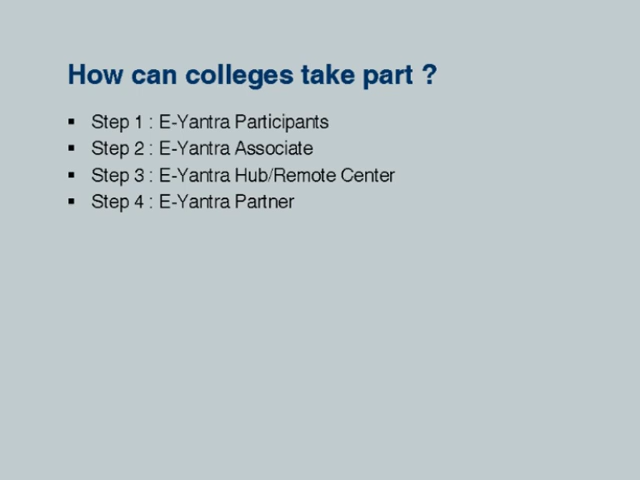 How can colleges take part ?
▪ Step 1 : E-Yantra Participants
▪ Step 2 : E-Yantra Associate
▪ Step 3 : E-Yantra Hub/Remote Center
▪ Step 4 : E-Yantra Partner